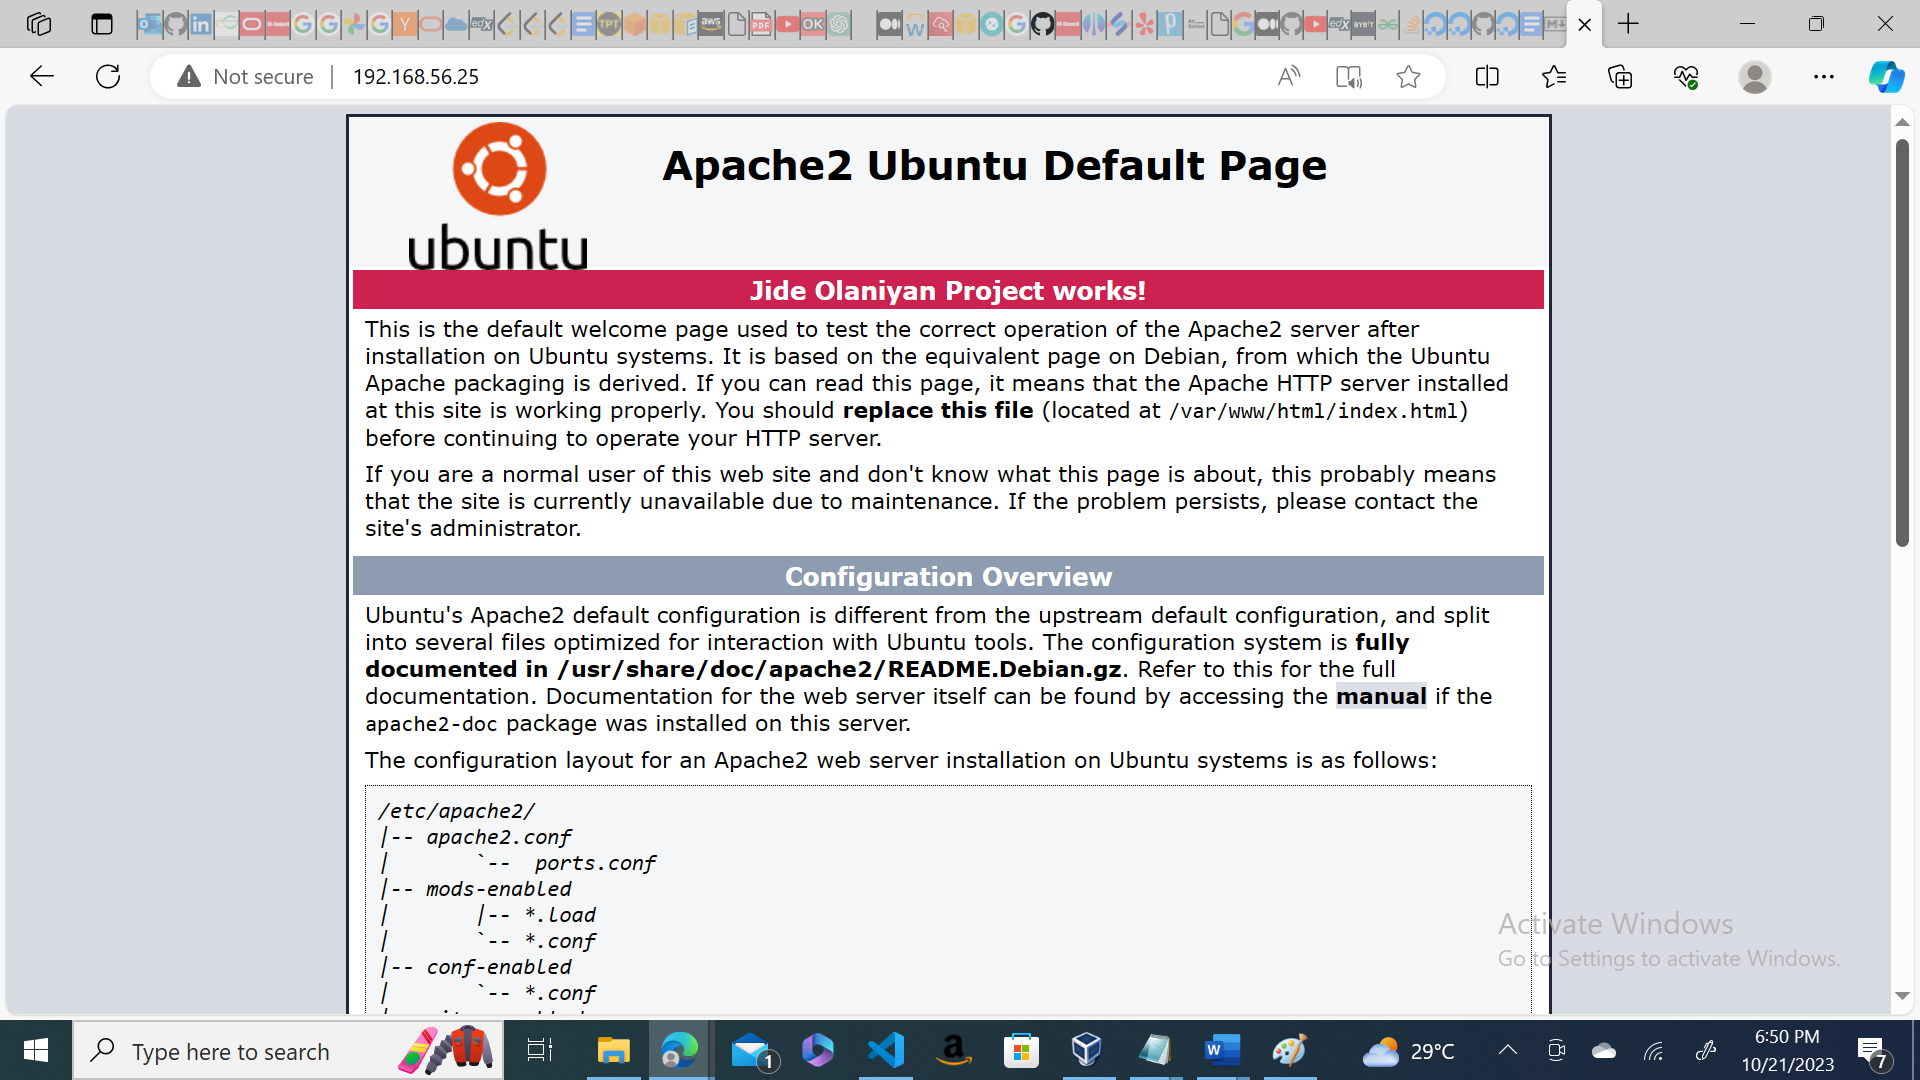 Not secure
192.168.56.25
ubuntu
Apache2 Ubuntu Default Page
Jide Olaniyan Project works!
This is the default welcome page used to test the correct operation of the Apache2 server after
installation on Ubuntu systems. It is based on the equivalent page on Debian, from which the Ubuntu
Apache packaging is derived. If you can read this page, it means that the Apache HTTP server installed
at this site is working properly. You should replace this file (located at /var/www/html/index.html)
before continuing to operate your HTTP server.
If you are a normal user of this web site and don't know what this page is about, this probably means
that the site is currently unavailable due to maintenance. If the problem persists, please contact the
site's administrator.
Configuration Overview
Ubuntu's Apache2 default configuration is different from the upstream default configuration, and split
into several files optimized for interaction with Ubuntu tools. The configuration system is fully
documented in /usr/share/doc/apache2/README.Debian.gz. Refer to this for the full
documentation. Documentation for the web server itself can be found by accessing the manual if the
apache2-doc package was installed on this server.
The configuration layout for an Apache2 web server installation on Ubuntu systems is as follows:
/etc/apache2/
|-- apache2.conf
|       `--  ports.conf
|-- mods-enabled
|       |-- *.load
|       `-- *.conf
|-- conf-enabled
|       `-- *.conf
Activate Windows
Go to Settings to activate Windows.
Type here to search
1
29°C
6:50 PM
10/21/2023
7